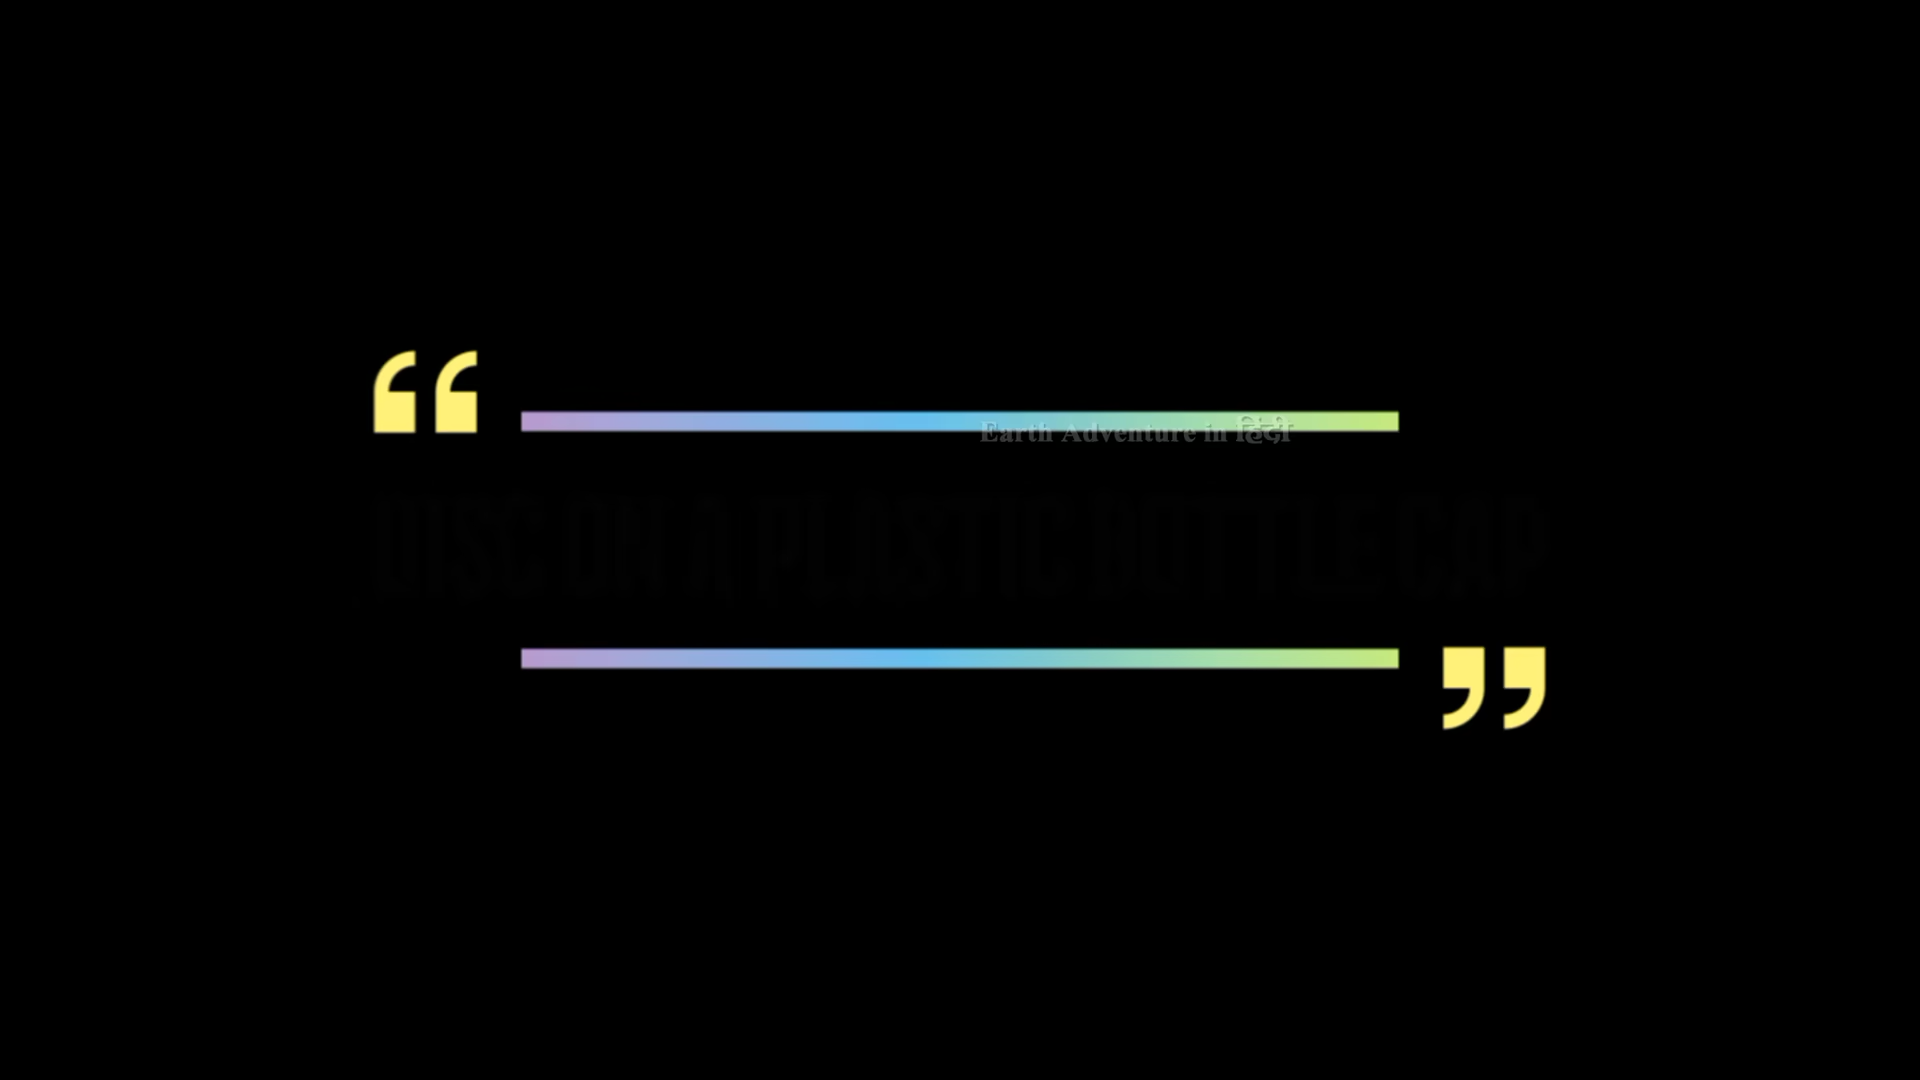 “
Earth Adventure in हिंदी
DISC ON A PLASTIC BOTTLE CAP
”